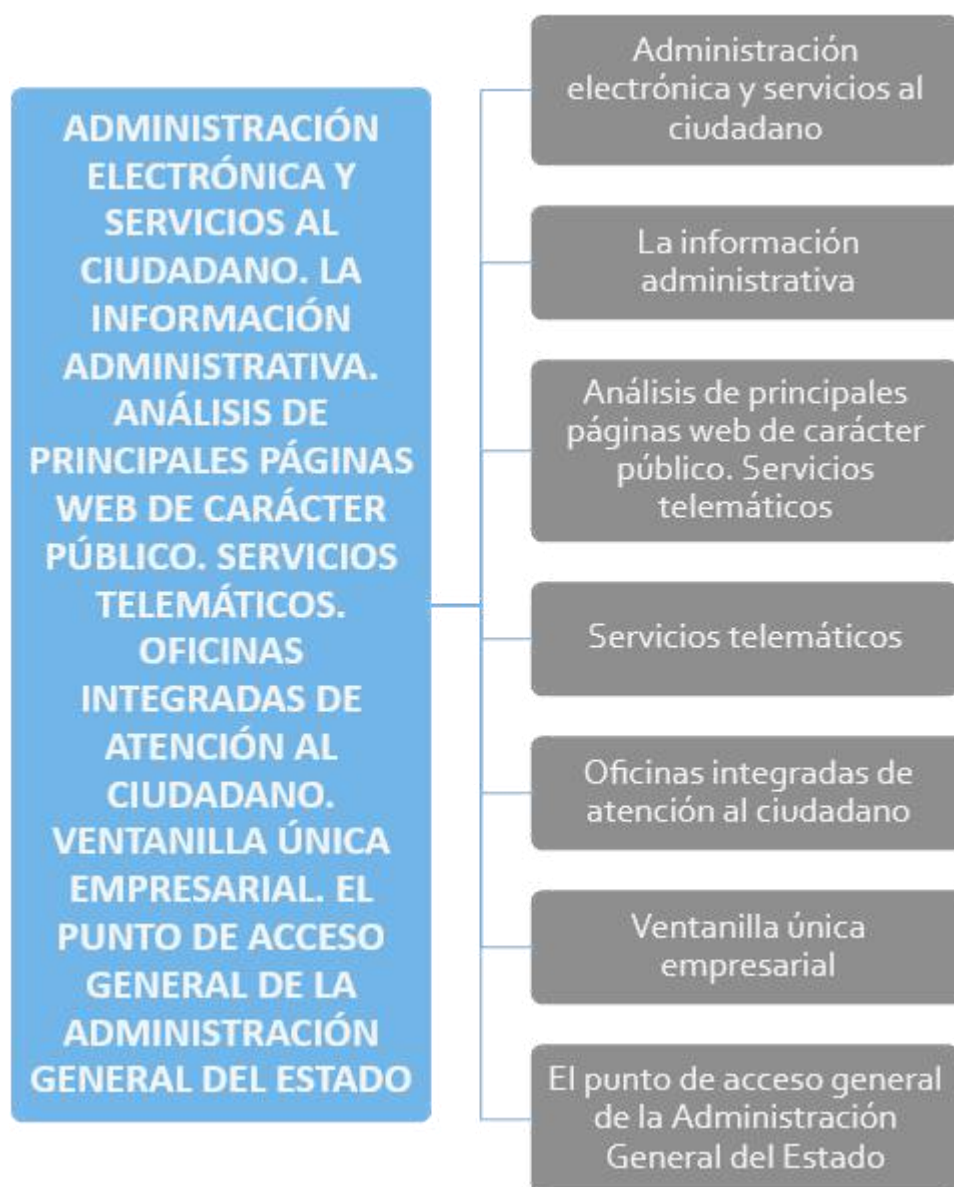 ADMINISTRACIÓN
ELECTRÓNICA Y
SERVICIOS AL
CIUDADANO. LA
INFORMACIÓN
ADMINISTRATIVA.
ANÁLISIS DE
PRINCIPALES PÁGINAS
WEB DE CARÁCTER
PÚBLICO. SERVICIOS
TELEMÁTICOS.
OFICINAS
INTEGRADAS DE
ATENCIÓN AL
CIUDADANO.
VENTANILLA ÚNICA
EMPRESARIAL. EL
PUNTO DE ACCESO
GENERAL DE LA
ADMINISTRACIÓN
GENERAL DEL ESTADO
Administración
electrónica y servicios al
ciudadano
La información
administrativa
Análisis de principales
páginas web de carácter
público. Servicios
telemáticos
Servicios telemáticos
Oficinas integradas de
atención al ciudadano
Ventanilla única
empresarial
El punto de acceso general
de la Administración
General del Estado